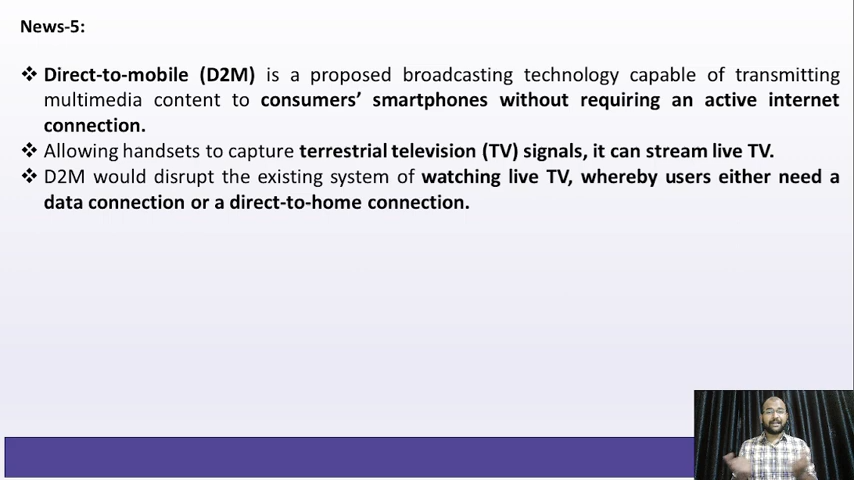 News-5:
❖ Direct-to-mobile (D2M) is a proposed broadcasting technology capable of transmitting
multimedia content to consumers’ smartphones without requiring an active internet
connection.
❖ Allowing handsets to capture terrestrial television (TV) signals, it can stream live TV.
❖ D2M would disrupt the existing system of watching live TV, whereby users either need a
data connection or a direct-to-home connection.